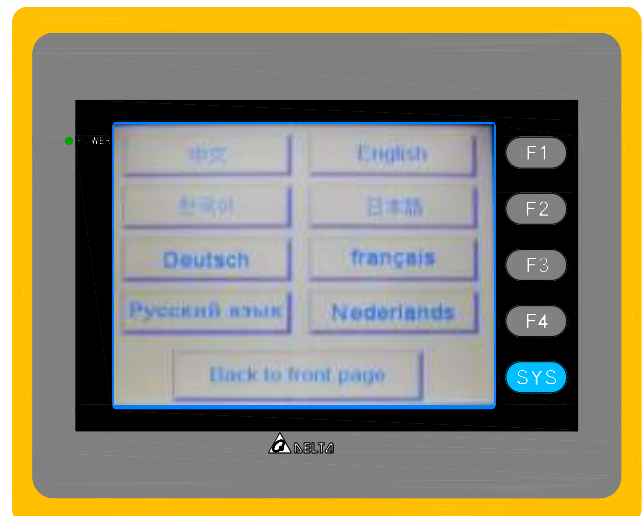 中文 English
F1
한국어 日本語
F2
Deutsch français
F3
Русский язык Nederlands
F4
Back to front page
SYS
DELTA